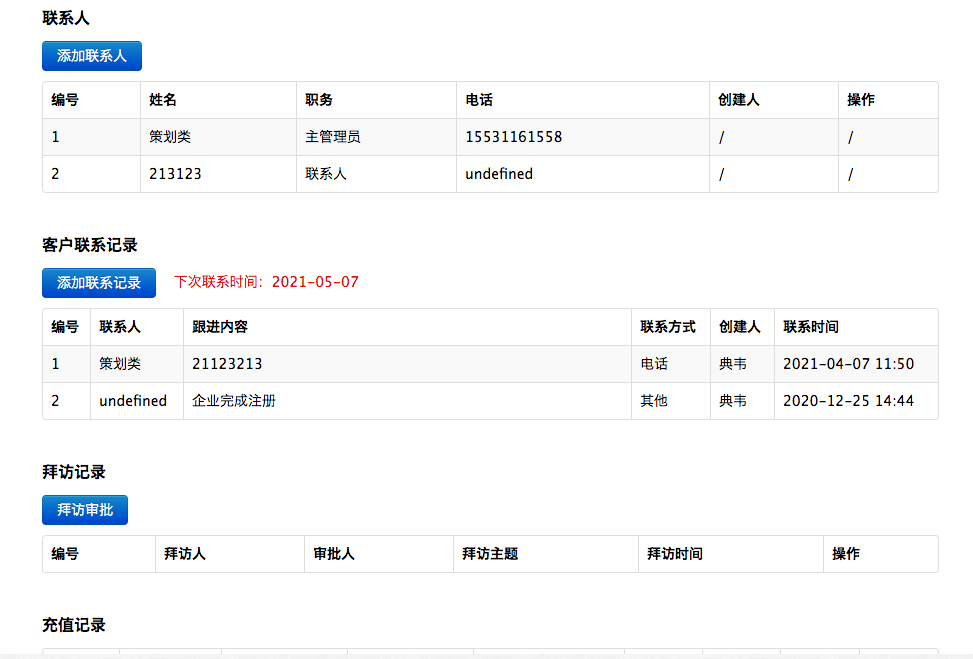 联系人
添加联系人
编号 姓名 职务 电话 创建人 操作
1 策划类 主管理员 15531161558 / /
2 213123 联系人 undefined / /
客户联系记录
添加联系记录 下次联系时间：2021-05-07
编号 联系人 跟进内容 联系方式 创建人 联系时间
1 策划类 21123213 电话 典韦 2021-04-07 11:50
2 undefined 企业完成注册 其他 典韦 2020-12-25 14:44
拜访记录
拜访审批
编号 拜访人 审批人 拜访主题 拜访时间 操作
充值记录